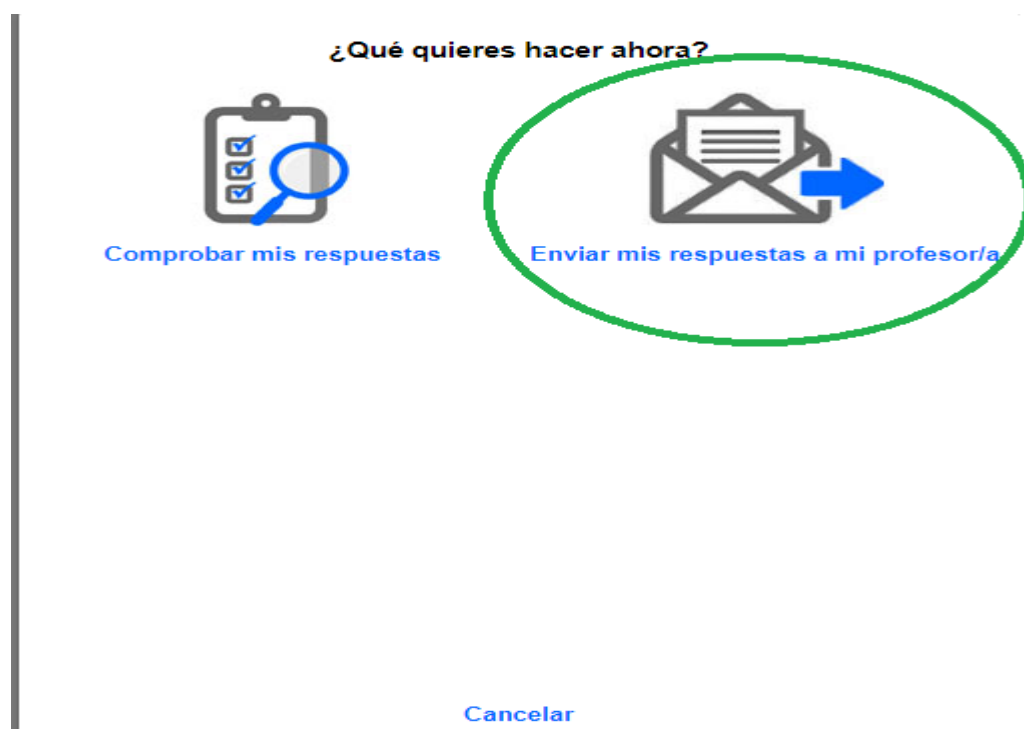 ¿Qué quieres hacer ahora?
Comprobar mis respuestas
Enviar mis respuestas a mi profesor/a
Cancelar